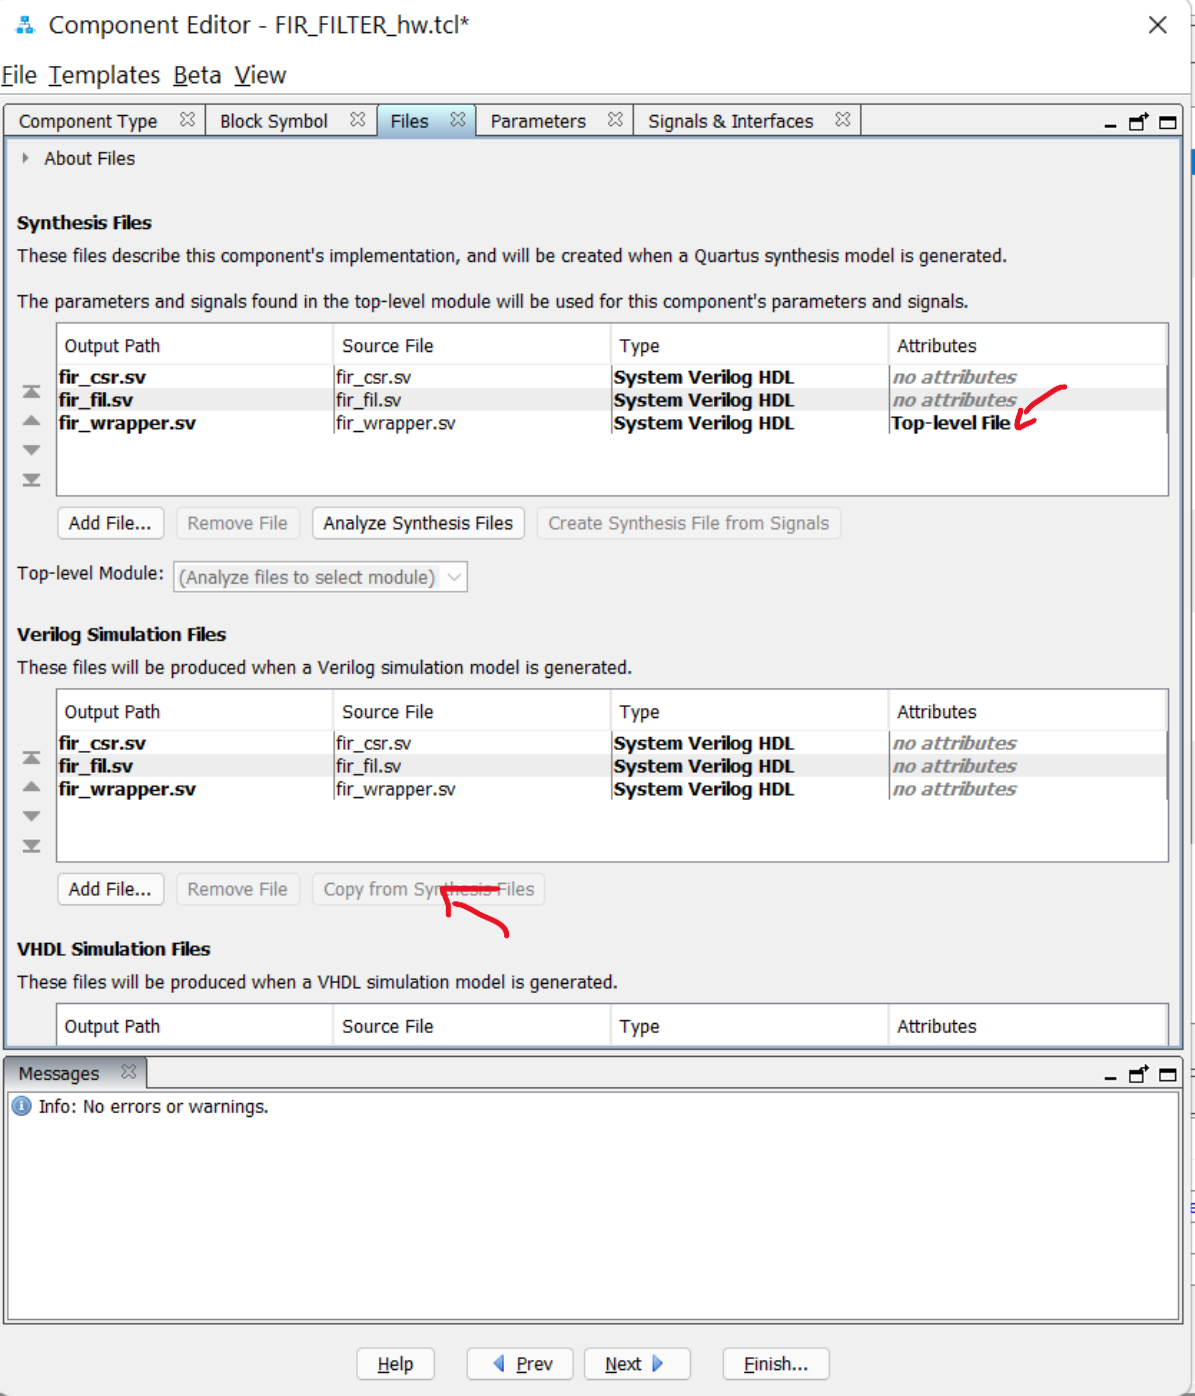 Component Editor - FIR_FILTER_hw.tcl*
File Templates Beta View
Component Type Block Symbol Files Parameters Signals & Interfaces
About Files
Synthesis Files
These files describe this component's implementation, and will be created when a Quartus synthesis model is generated.
The parameters and signals found in the top-level module will be used for this component's parameters and signals.
Output Path Source File Type Attributes
fir_csr.sv fir_csr.sv System Verilog HDL no attributes
fir_fil.sv fir_fil.sv System Verilog HDL no attributes
fir_wrapper.sv fir_wrapper.sv System Verilog HDL Top-level File
Add File... Remove File Analyze Synthesis Files Create Synthesis File from Signals
Top-level Module: (Analyze files to select module)
Verilog Simulation Files
These files will be produced when a Verilog simulation model is generated.
Output Path Source File Type Attributes
fir_csr.sv fir_csr.sv System Verilog HDL no attributes
fir_fil.sv fir_fil.sv System Verilog HDL no attributes
fir_wrapper.sv fir_wrapper.sv System Verilog HDL no attributes
Add File... Remove File Copy from Synthesis Files
VHDL Simulation Files
These files will be produced when a VHDL simulation model is generated.
Output Path Source File Type Attributes
Messages
Info: No errors or warnings.
Help Prev Next Finish...